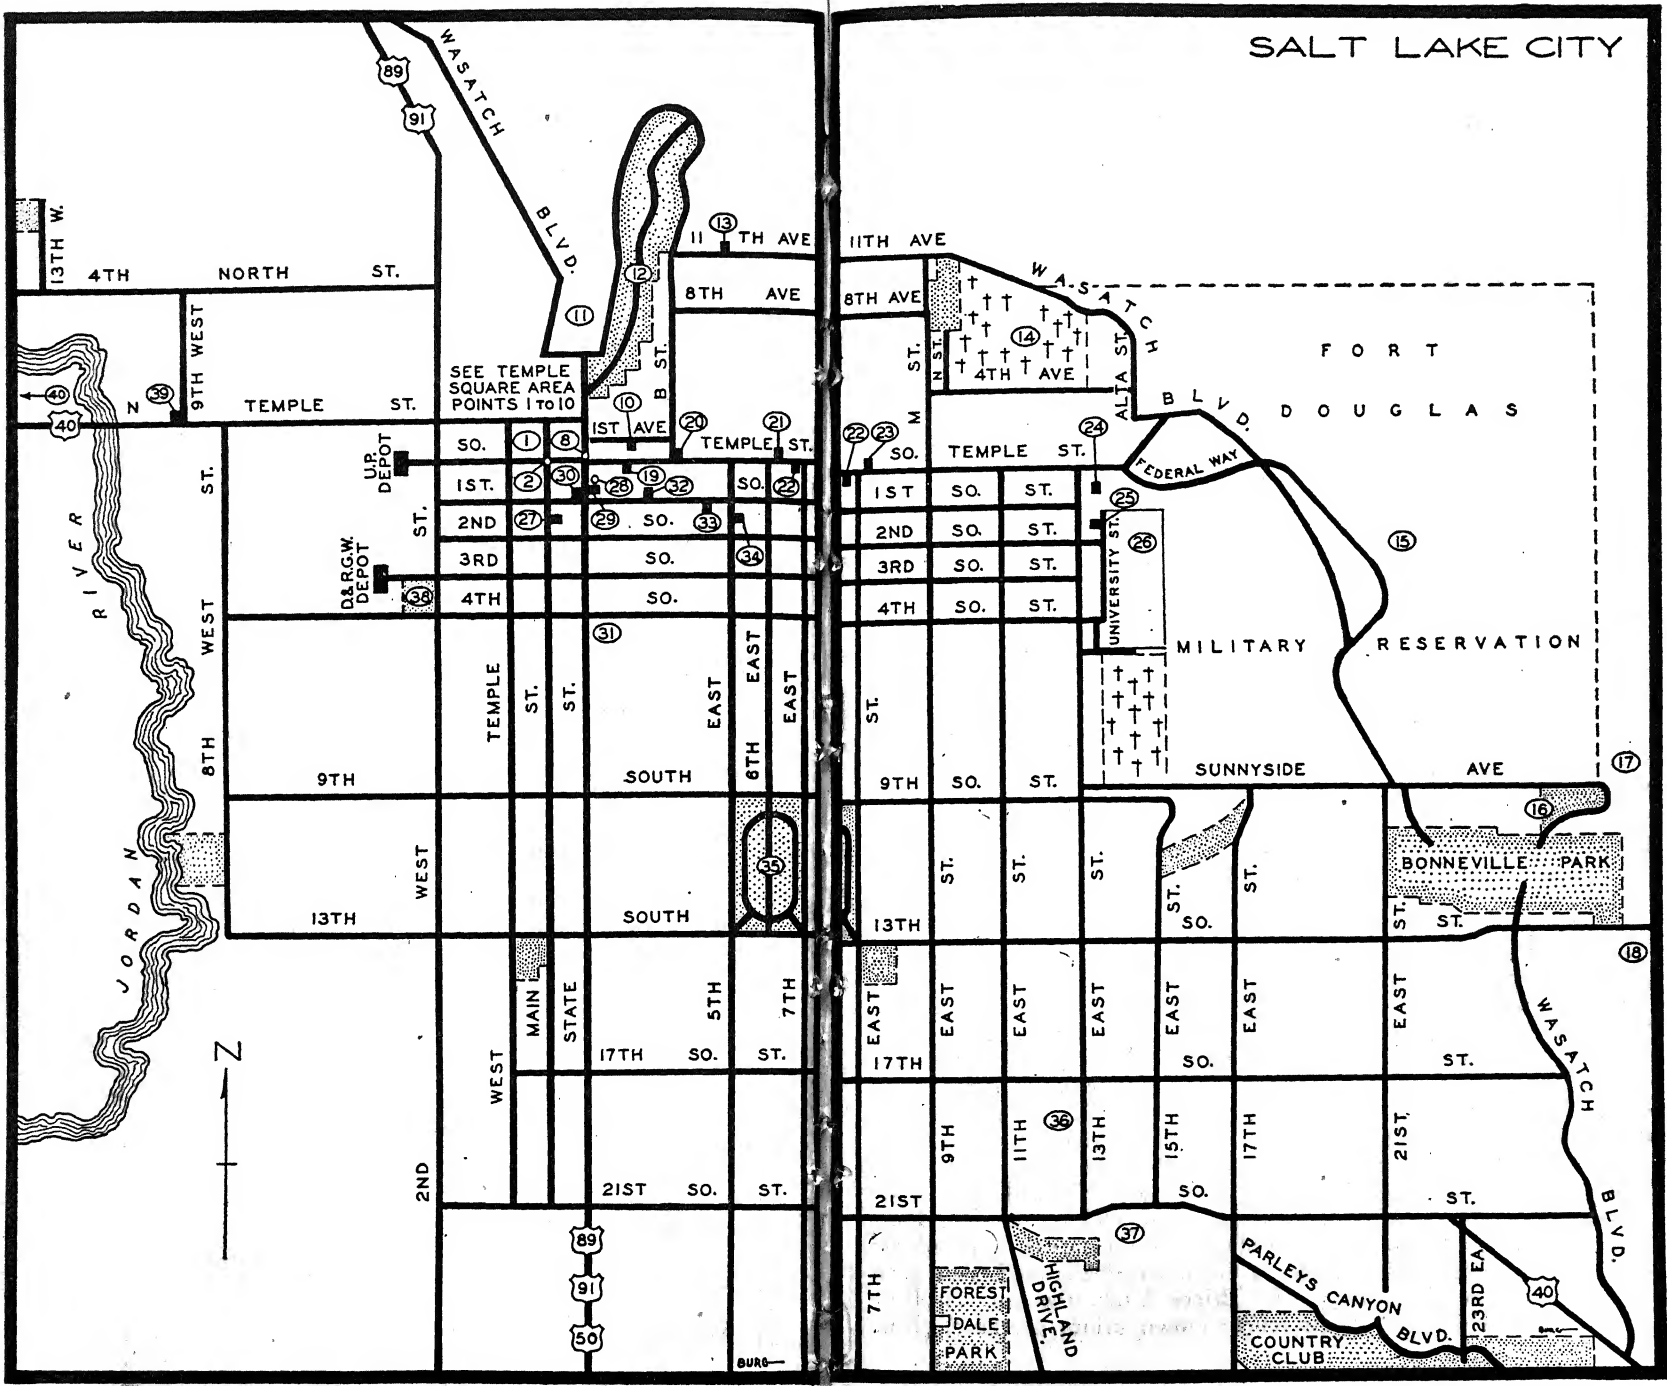 SALT LAKE CITY
89
91
WASATCH BLVD.
13TH W.
4TH NORTH ST.
9TH WEST
11TH AVE
13
11TH AVE
12
11
8TH AVE
8TH AVE
B ST.
M ST.
N ST.
14
4TH AVE
ALTA ST.
WASATCH BLVD.
FORT
DOUGLAS
MILITARY RESERVATION
SEE TEMPLE
SQUARE AREA
POINTS 1 TO 10
40
40
39
N TEMPLE ST.
10
1ST AVE
20
21
22
22
23
24
SO. TEMPLE ST.
SO. TEMPLE ST.
FEDERAL WAY
1
8
2
30
28
19
32
29
27
33
34
25
26
15
U.P.
DEPOT
D.&R.G.W.
DEPOT
38
31
1ST. SO.
1ST SO. ST.
2ND SO.
2ND SO. ST.
3RD SO.
3RD SO. ST.
4TH SO.
4TH SO. ST.
UNIVERSITY ST.
RIVER
JORDAN
8TH WEST ST.
2ND WEST ST.
WEST TEMPLE
MAIN ST.
STATE ST.
5TH EAST
6TH EAST
7TH EAST
7TH EAST ST.
9TH EAST ST.
11TH EAST ST.
13TH. EAST ST.
15TH EAST ST.
17TH EAST ST.
21ST. EAST ST.
9TH SOUTH
9TH SO. ST.
SUNNYSIDE AVE
17
16
35
BONNEVILLE PARK
13TH SOUTH
13TH SO. ST.
18
N
17TH SO. ST.
17TH SO. ST.
WASATCH BLVD.
36
21ST SO. ST.
21ST SO. ST.
37
89
91
50
HIGHLAND
DRIVE.
FOREST
DALE
PARK
PARLEYS CANYON BLVD.
23RD EA.
40
COUNTRY
CLUB
BURG